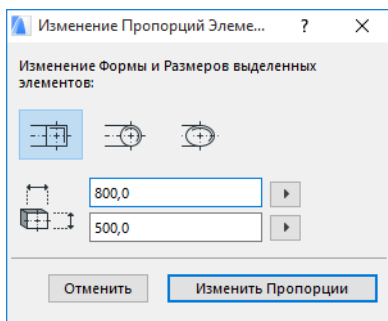 Изменение Пропорций Элеме...
?
Изменение Формы и Размеров выделенных
элементов:
800,0
500,0
Отменить
Изменить Пропорции